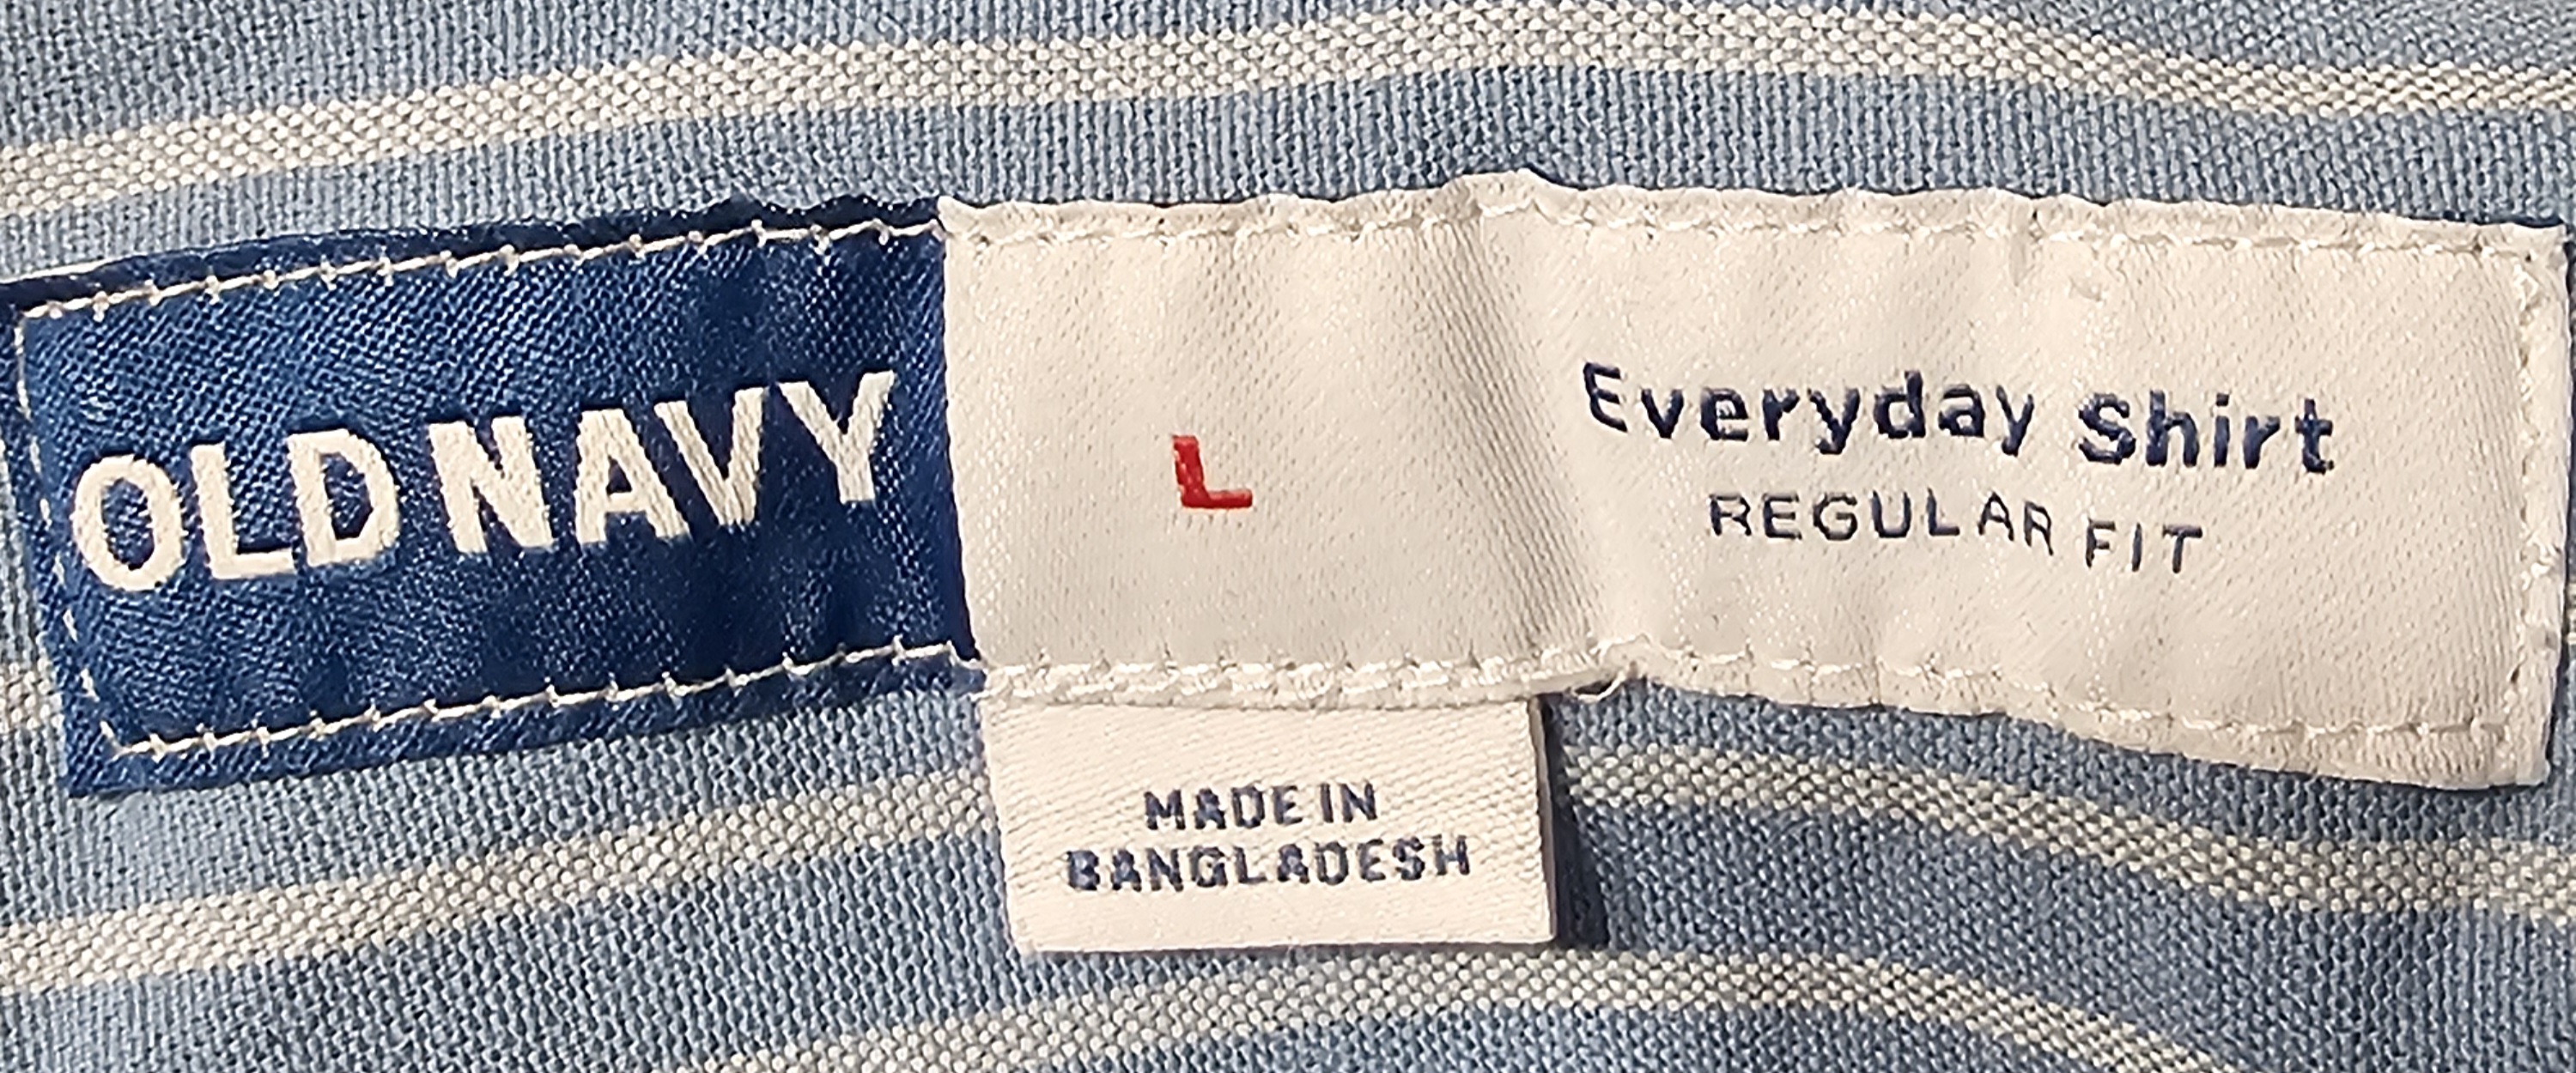 OLD NAVY
L
Everyday Shirt
REGULAR FIT
MADE IN
BANGLADESH